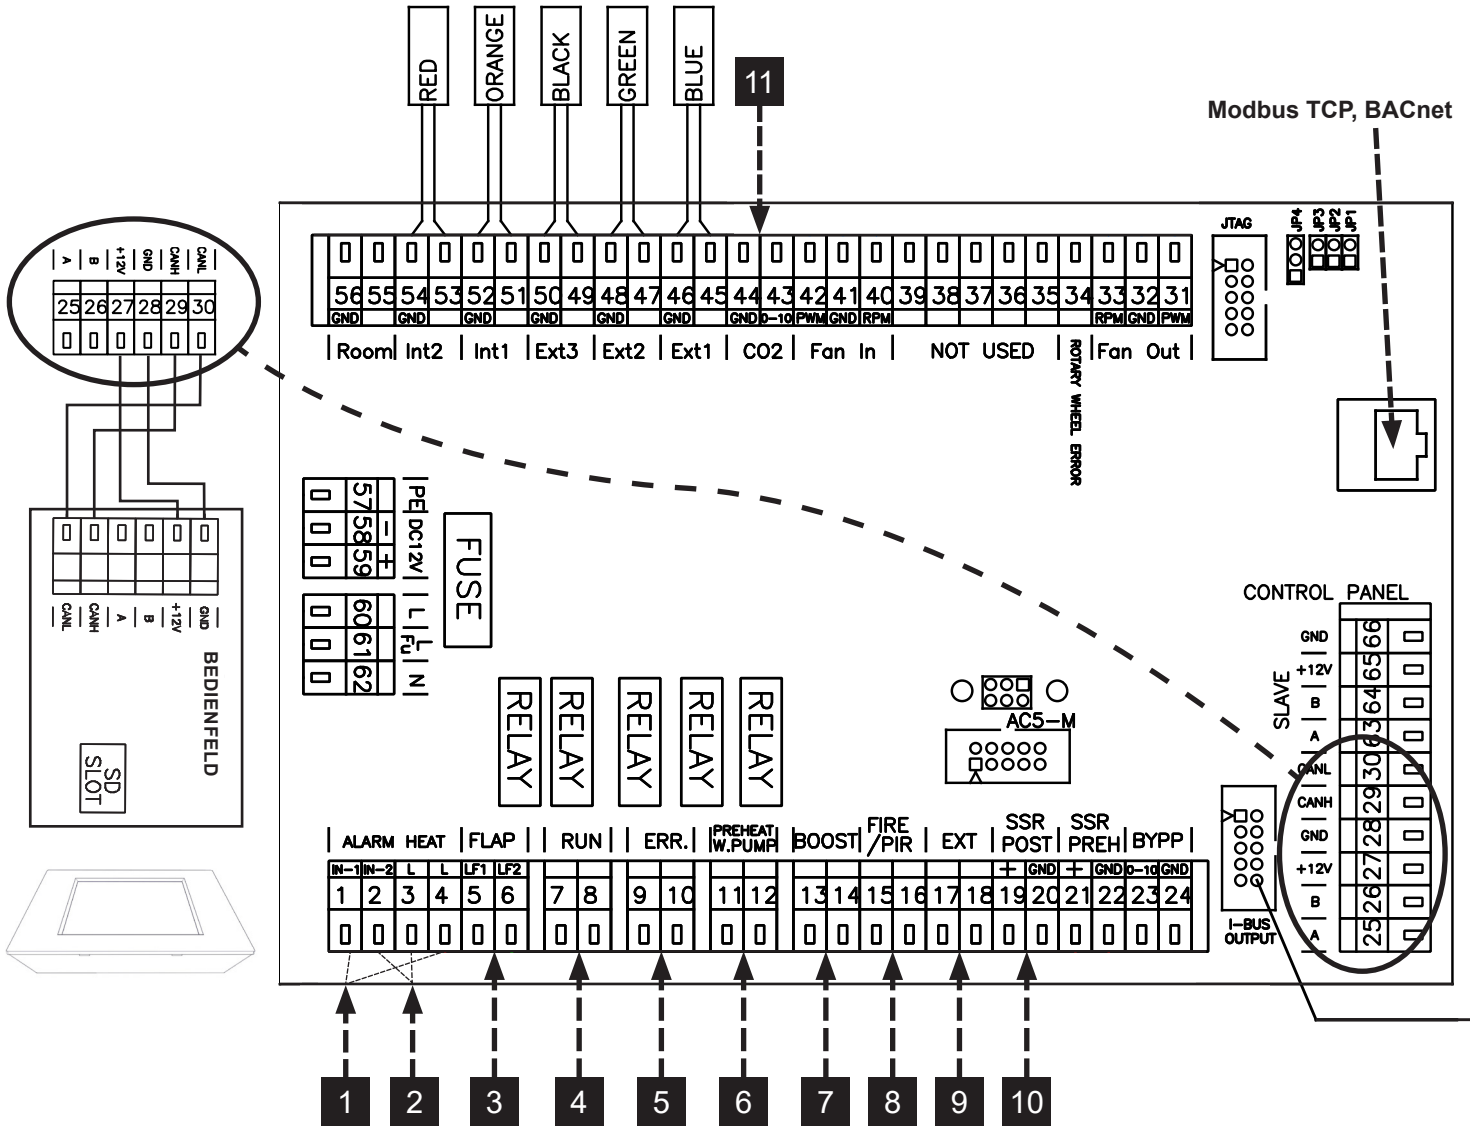 RED
ORANGE
BLACK
GREEN
BLUE
11
Modbus TCP, BACnet
A B +12V GND CANH CANL
25 26 27 28 29 30
JTAG
JP4 JP3 JP2 JP1
56 55 54 53 52 51 50 49 48 47 46 45 44 43 42 41 40 39 38 37 36 35 34 33 32 31
GND GND GND GND GND GND GND 0-10 PWM GND RPM RPM GND PWM
Room Int2 Int1 Ext3 Ext2 Ext1 CO2 Fan In NOT USED ROTARY WHEEL ERROR Fan Out
57 PE
58 - DC12V
59 +
60 L
61 L Fu
62 N
FUSE
CANL CANH A B +12V GND
BEDIENFELD
SD SLOT
CONTROL PANEL
SLAVE
GND 66
+12V 65
B 64
A 63
CANL 30
CANH 29
GND 28
+12V 27
B 26
A 25
RELAY
RELAY
RELAY
RELAY
RELAY
AC5-M
I-BUS
OUTPUT
ALARM HEAT FLAP RUN ERR. PREHEAT W.PUMP BOOST FIRE /PIR EXT SSR POST SSR PREH BYPP
IN-1 IN-2 L L LF1 LF2 + GND + GND 0-10 GND
1 2 3 4 5 6 7 8 9 10 11 12 13 14 15 16 17 18 19 20 21 22 23 24
1 2 3 4 5 6 7 8 9 10